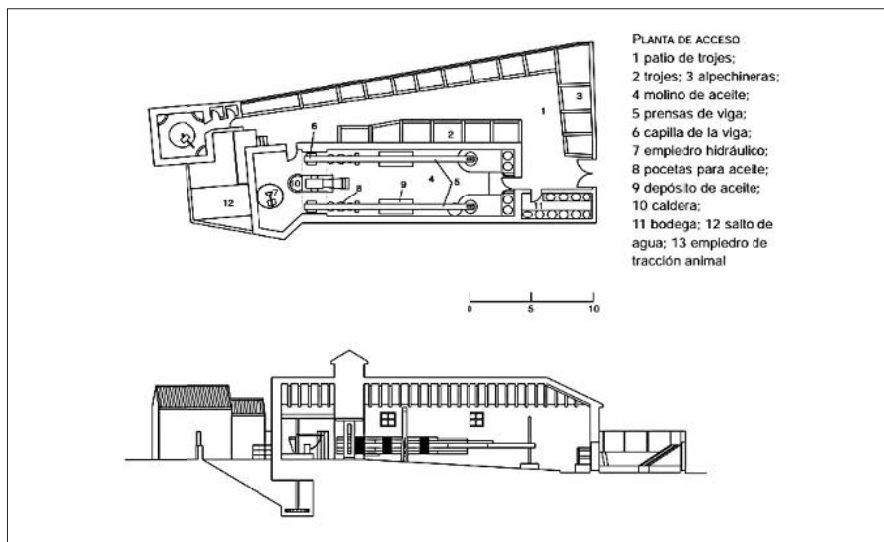 PLANTA DE ACCESO
1 patio de trojes;
2 trojes; 3 alpechineras;
4 molino de aceite;
5 prensas de viga;
6 capilla de la viga;
7 empiedro hidráulico;
8 pocetas para aceite;
9 depósito de aceite;
10 caldera;
11 bodega; 12 salto de
agua; 13 empiedro de
tracción animal
6
1
3
2
10
7
8
9
4
5
12
11
0 5 10